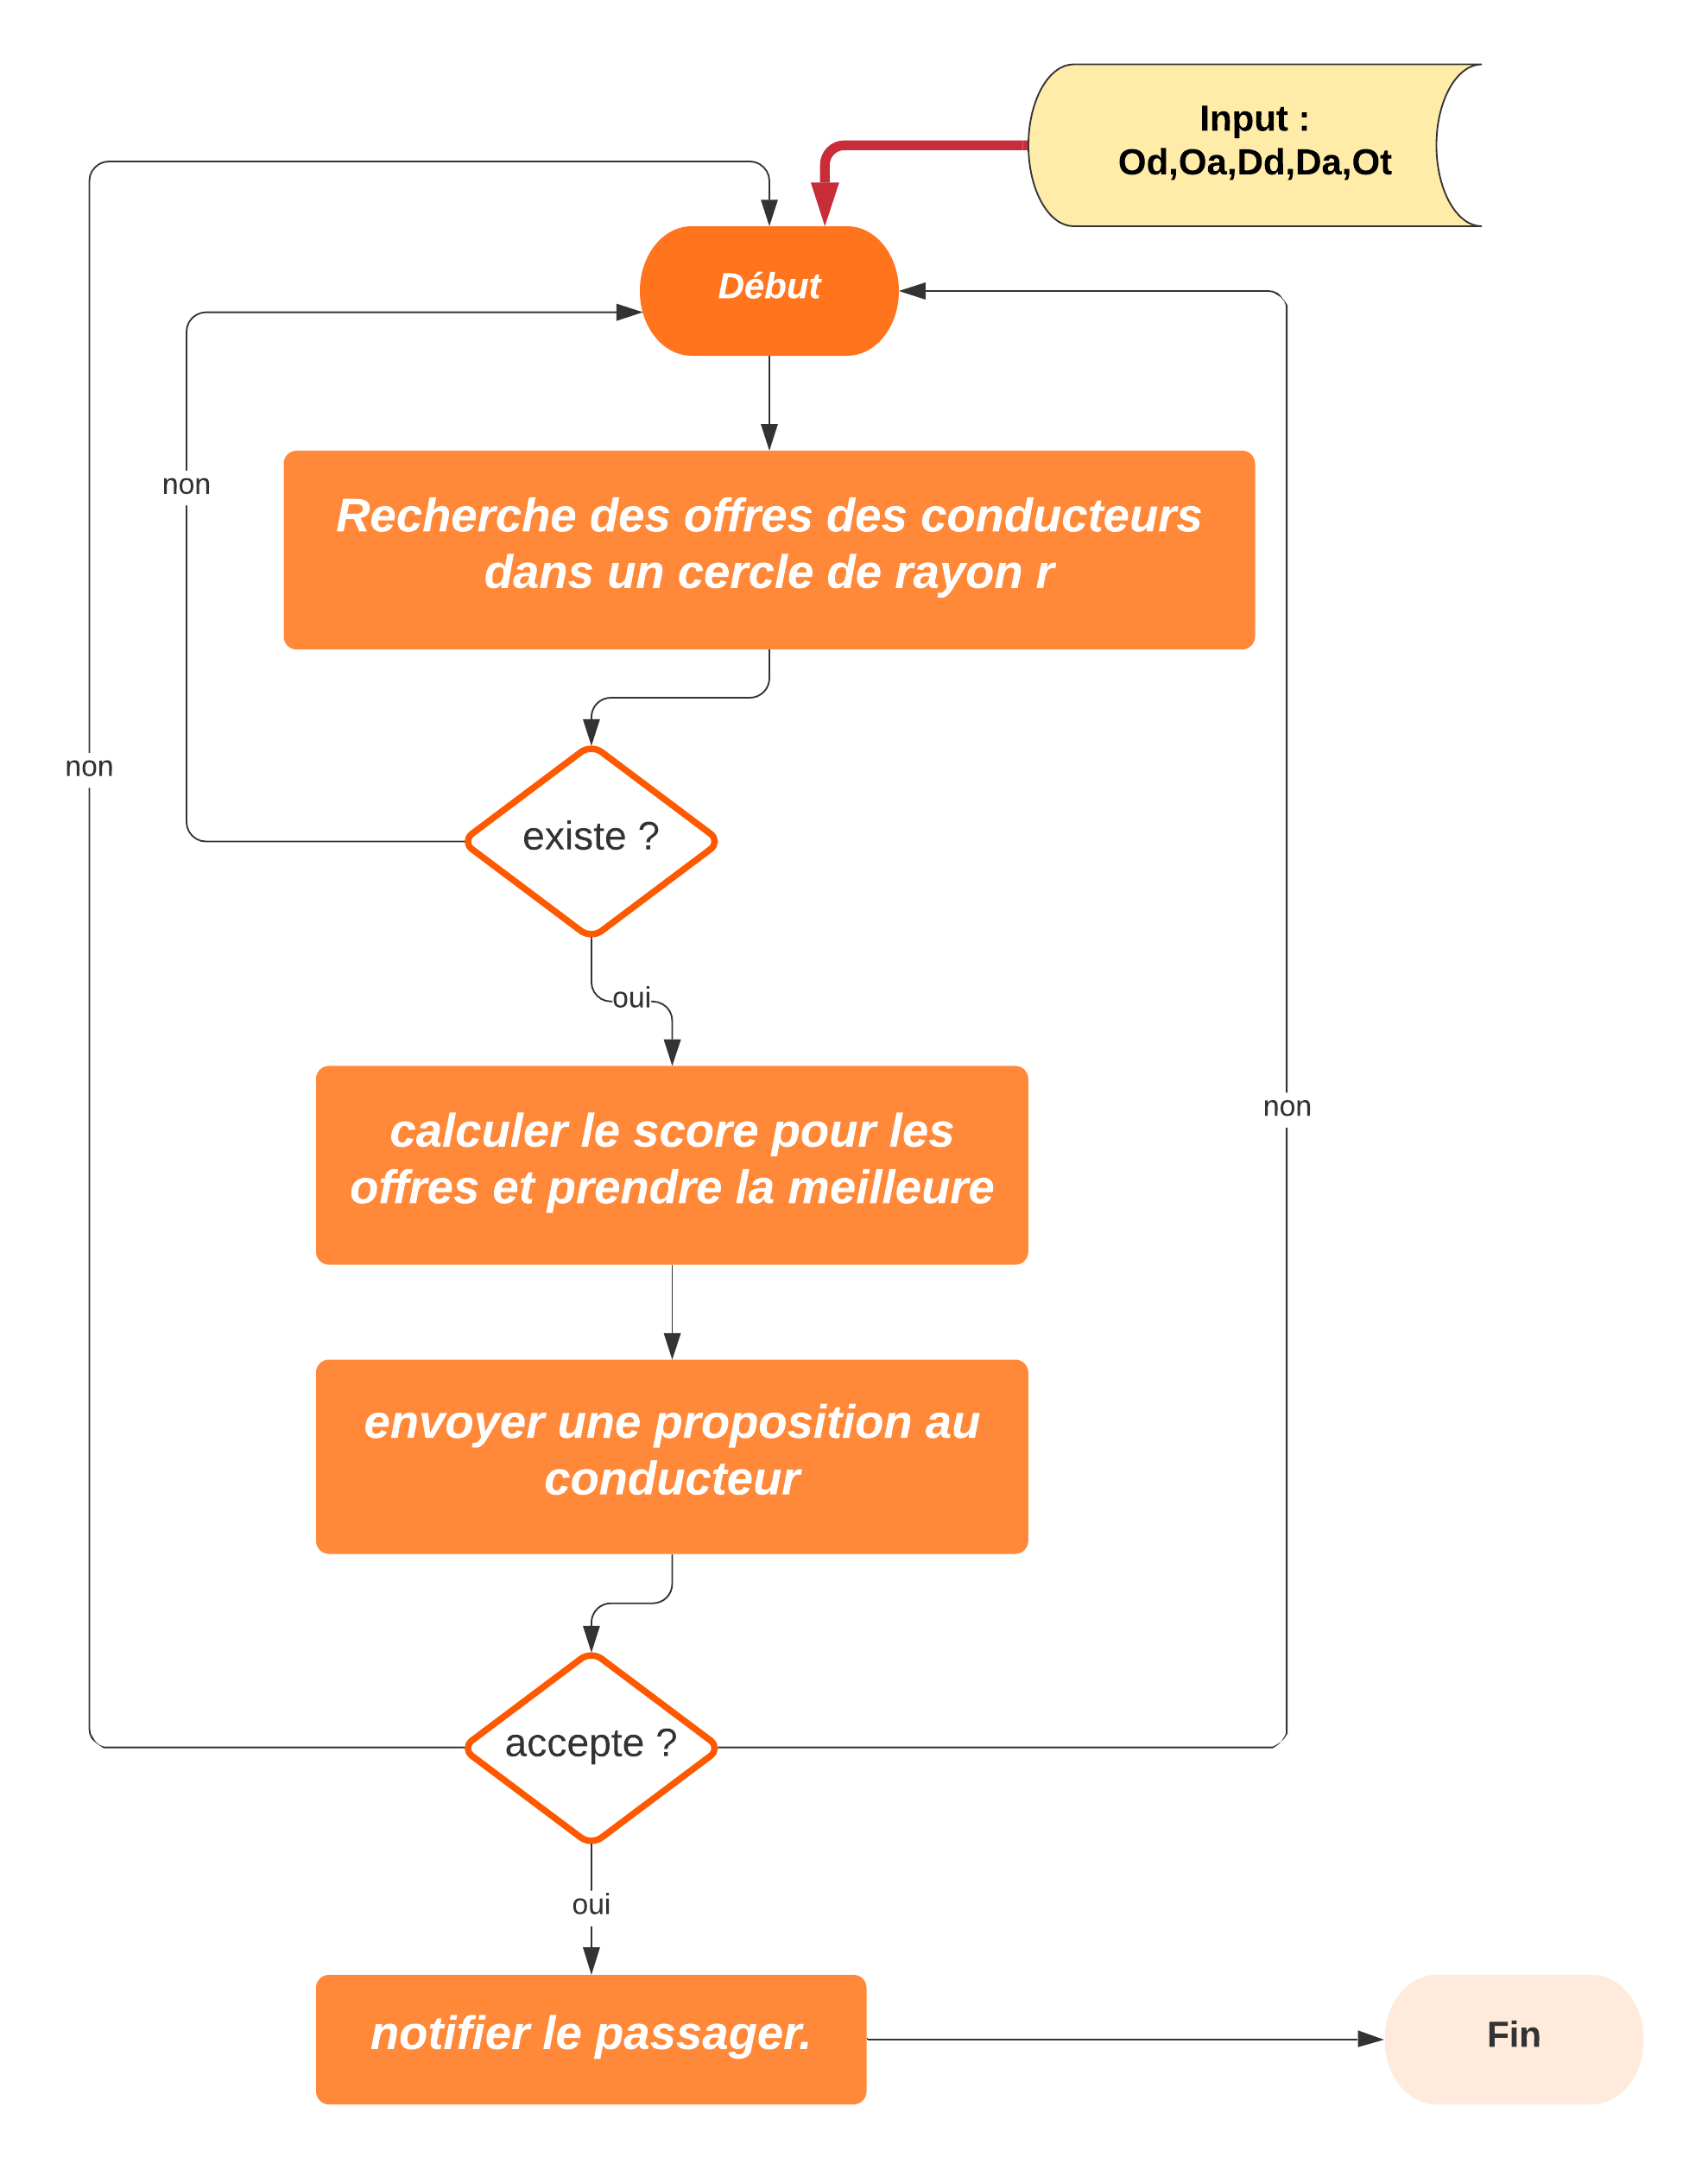 Input :
Od,Oa,Dd,Da,Ot
Début
non
Recherche des offres des conducteurs
dans un cercle de rayon r
non
existe ?
oui
non
calculer le score pour les
offres et prendre la meilleure
envoyer une proposition au
conducteur
accepte ?
oui
notifier le passager.
Fin